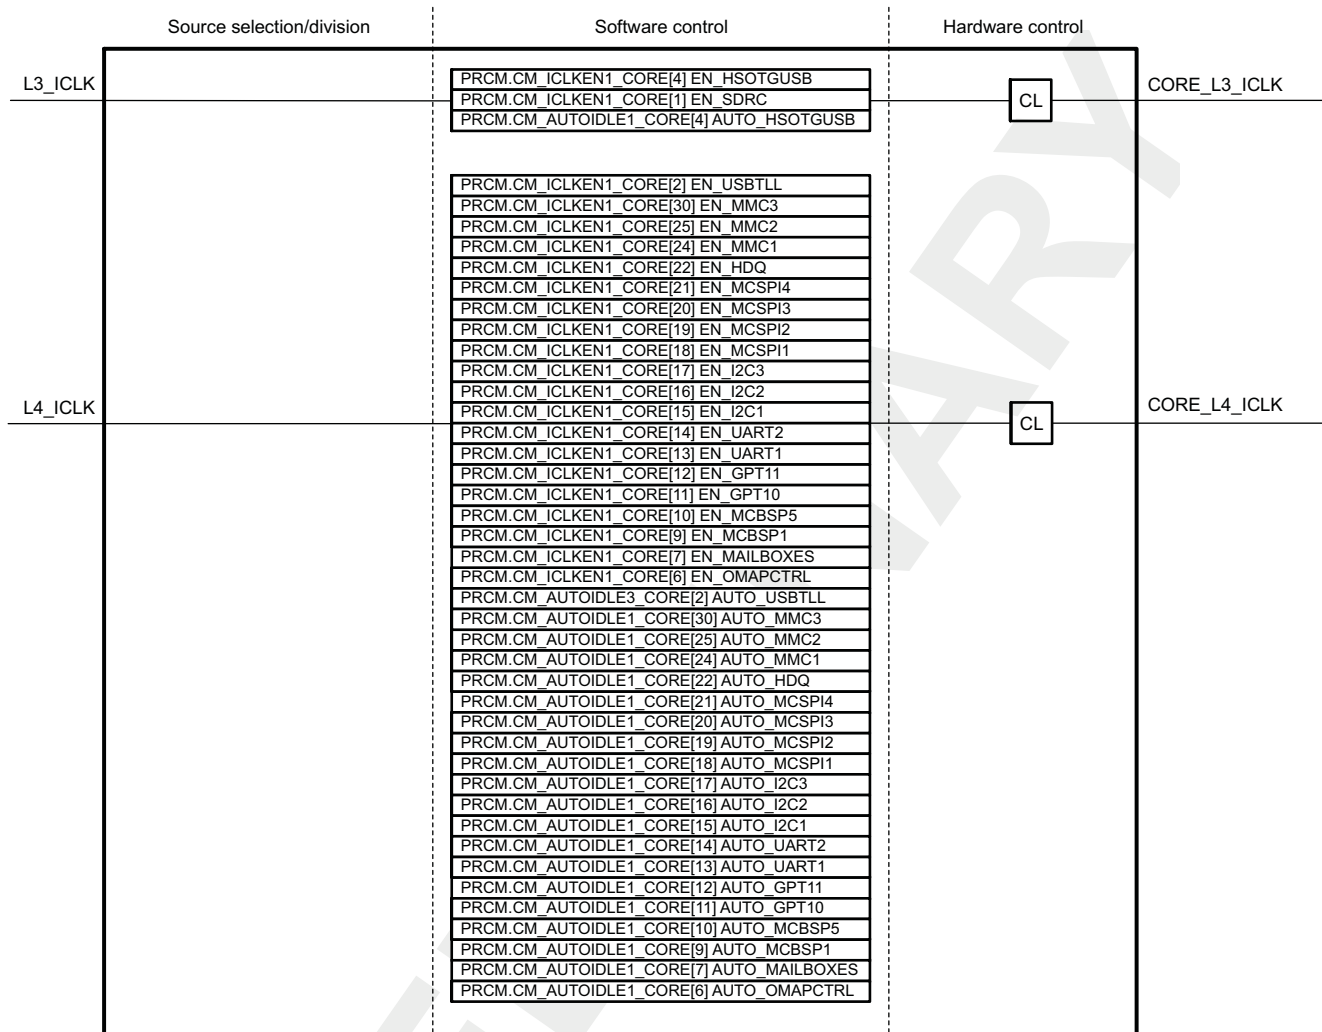 Source selection/division
Software control
Hardware control
L3_ICLK
PRCM.CM_ICLKEN1_CORE[4] EN_HSOTGUSB
PRCM.CM_ICLKEN1_CORE[1] EN_SDRC
PRCM.CM_AUTOIDLE1_CORE[4] AUTO_HSOTGUSB
CL
CORE_L3_ICLK
PRCM.CM_ICLKEN1_CORE[2] EN_USBTLL
PRCM.CM_ICLKEN1_CORE[30] EN_MMC3
PRCM.CM_ICLKEN1_CORE[25] EN_MMC2
PRCM.CM_ICLKEN1_CORE[24] EN_MMC1
PRCM.CM_ICLKEN1_CORE[22] EN_HDQ
PRCM.CM_ICLKEN1_CORE[21] EN_MCSPI4
PRCM.CM_ICLKEN1_CORE[20] EN_MCSPI3
PRCM.CM_ICLKEN1_CORE[19] EN_MCSPI2
PRCM.CM_ICLKEN1_CORE[18] EN_MCSPI1
PRCM.CM_ICLKEN1_CORE[17] EN_I2C3
PRCM.CM_ICLKEN1_CORE[16] EN_I2C2
PRCM.CM_ICLKEN1_CORE[15] EN_I2C1
L4_ICLK
CL
CORE_L4_ICLK
PRCM.CM_ICLKEN1_CORE[14] EN_UART2
PRCM.CM_ICLKEN1_CORE[13] EN_UART1
PRCM.CM_ICLKEN1_CORE[12] EN_GPT11
PRCM.CM_ICLKEN1_CORE[11] EN_GPT10
PRCM.CM_ICLKEN1_CORE[10] EN_MCBSP5
PRCM.CM_ICLKEN1_CORE[9] EN_MCBSP1
PRCM.CM_ICLKEN1_CORE[7] EN_MAILBOXES
PRCM.CM_ICLKEN1_CORE[6] EN_OMAPCTRL
PRCM.CM_AUTOIDLE3_CORE[2] AUTO_USBTLL
PRCM.CM_AUTOIDLE1_CORE[30] AUTO_MMC3
PRCM.CM_AUTOIDLE1_CORE[25] AUTO_MMC2
PRCM.CM_AUTOIDLE1_CORE[24] AUTO_MMC1
PRCM.CM_AUTOIDLE1_CORE[22] AUTO_HDQ
PRCM.CM_AUTOIDLE1_CORE[21] AUTO_MCSPI4
PRCM.CM_AUTOIDLE1_CORE[20] AUTO_MCSPI3
PRCM.CM_AUTOIDLE1_CORE[19] AUTO_MCSPI2
PRCM.CM_AUTOIDLE1_CORE[18] AUTO_MCSPI1
PRCM.CM_AUTOIDLE1_CORE[17] AUTO_I2C3
PRCM.CM_AUTOIDLE1_CORE[16] AUTO_I2C2
PRCM.CM_AUTOIDLE1_CORE[15] AUTO_I2C1
PRCM.CM_AUTOIDLE1_CORE[14] AUTO_UART2
PRCM.CM_AUTOIDLE1_CORE[13] AUTO_UART1
PRCM.CM_AUTOIDLE1_CORE[12] AUTO_GPT11
PRCM.CM_AUTOIDLE1_CORE[11] AUTO_GPT10
PRCM.CM_AUTOIDLE1_CORE[10] AUTO_MCBSP5
PRCM.CM_AUTOIDLE1_CORE[9] AUTO_MCBSP1
PRCM.CM_AUTOIDLE1_CORE[7] AUTO_MAILBOXES
PRCM.CM_AUTOIDLE1_CORE[6] AUTO_OMAPCTRL